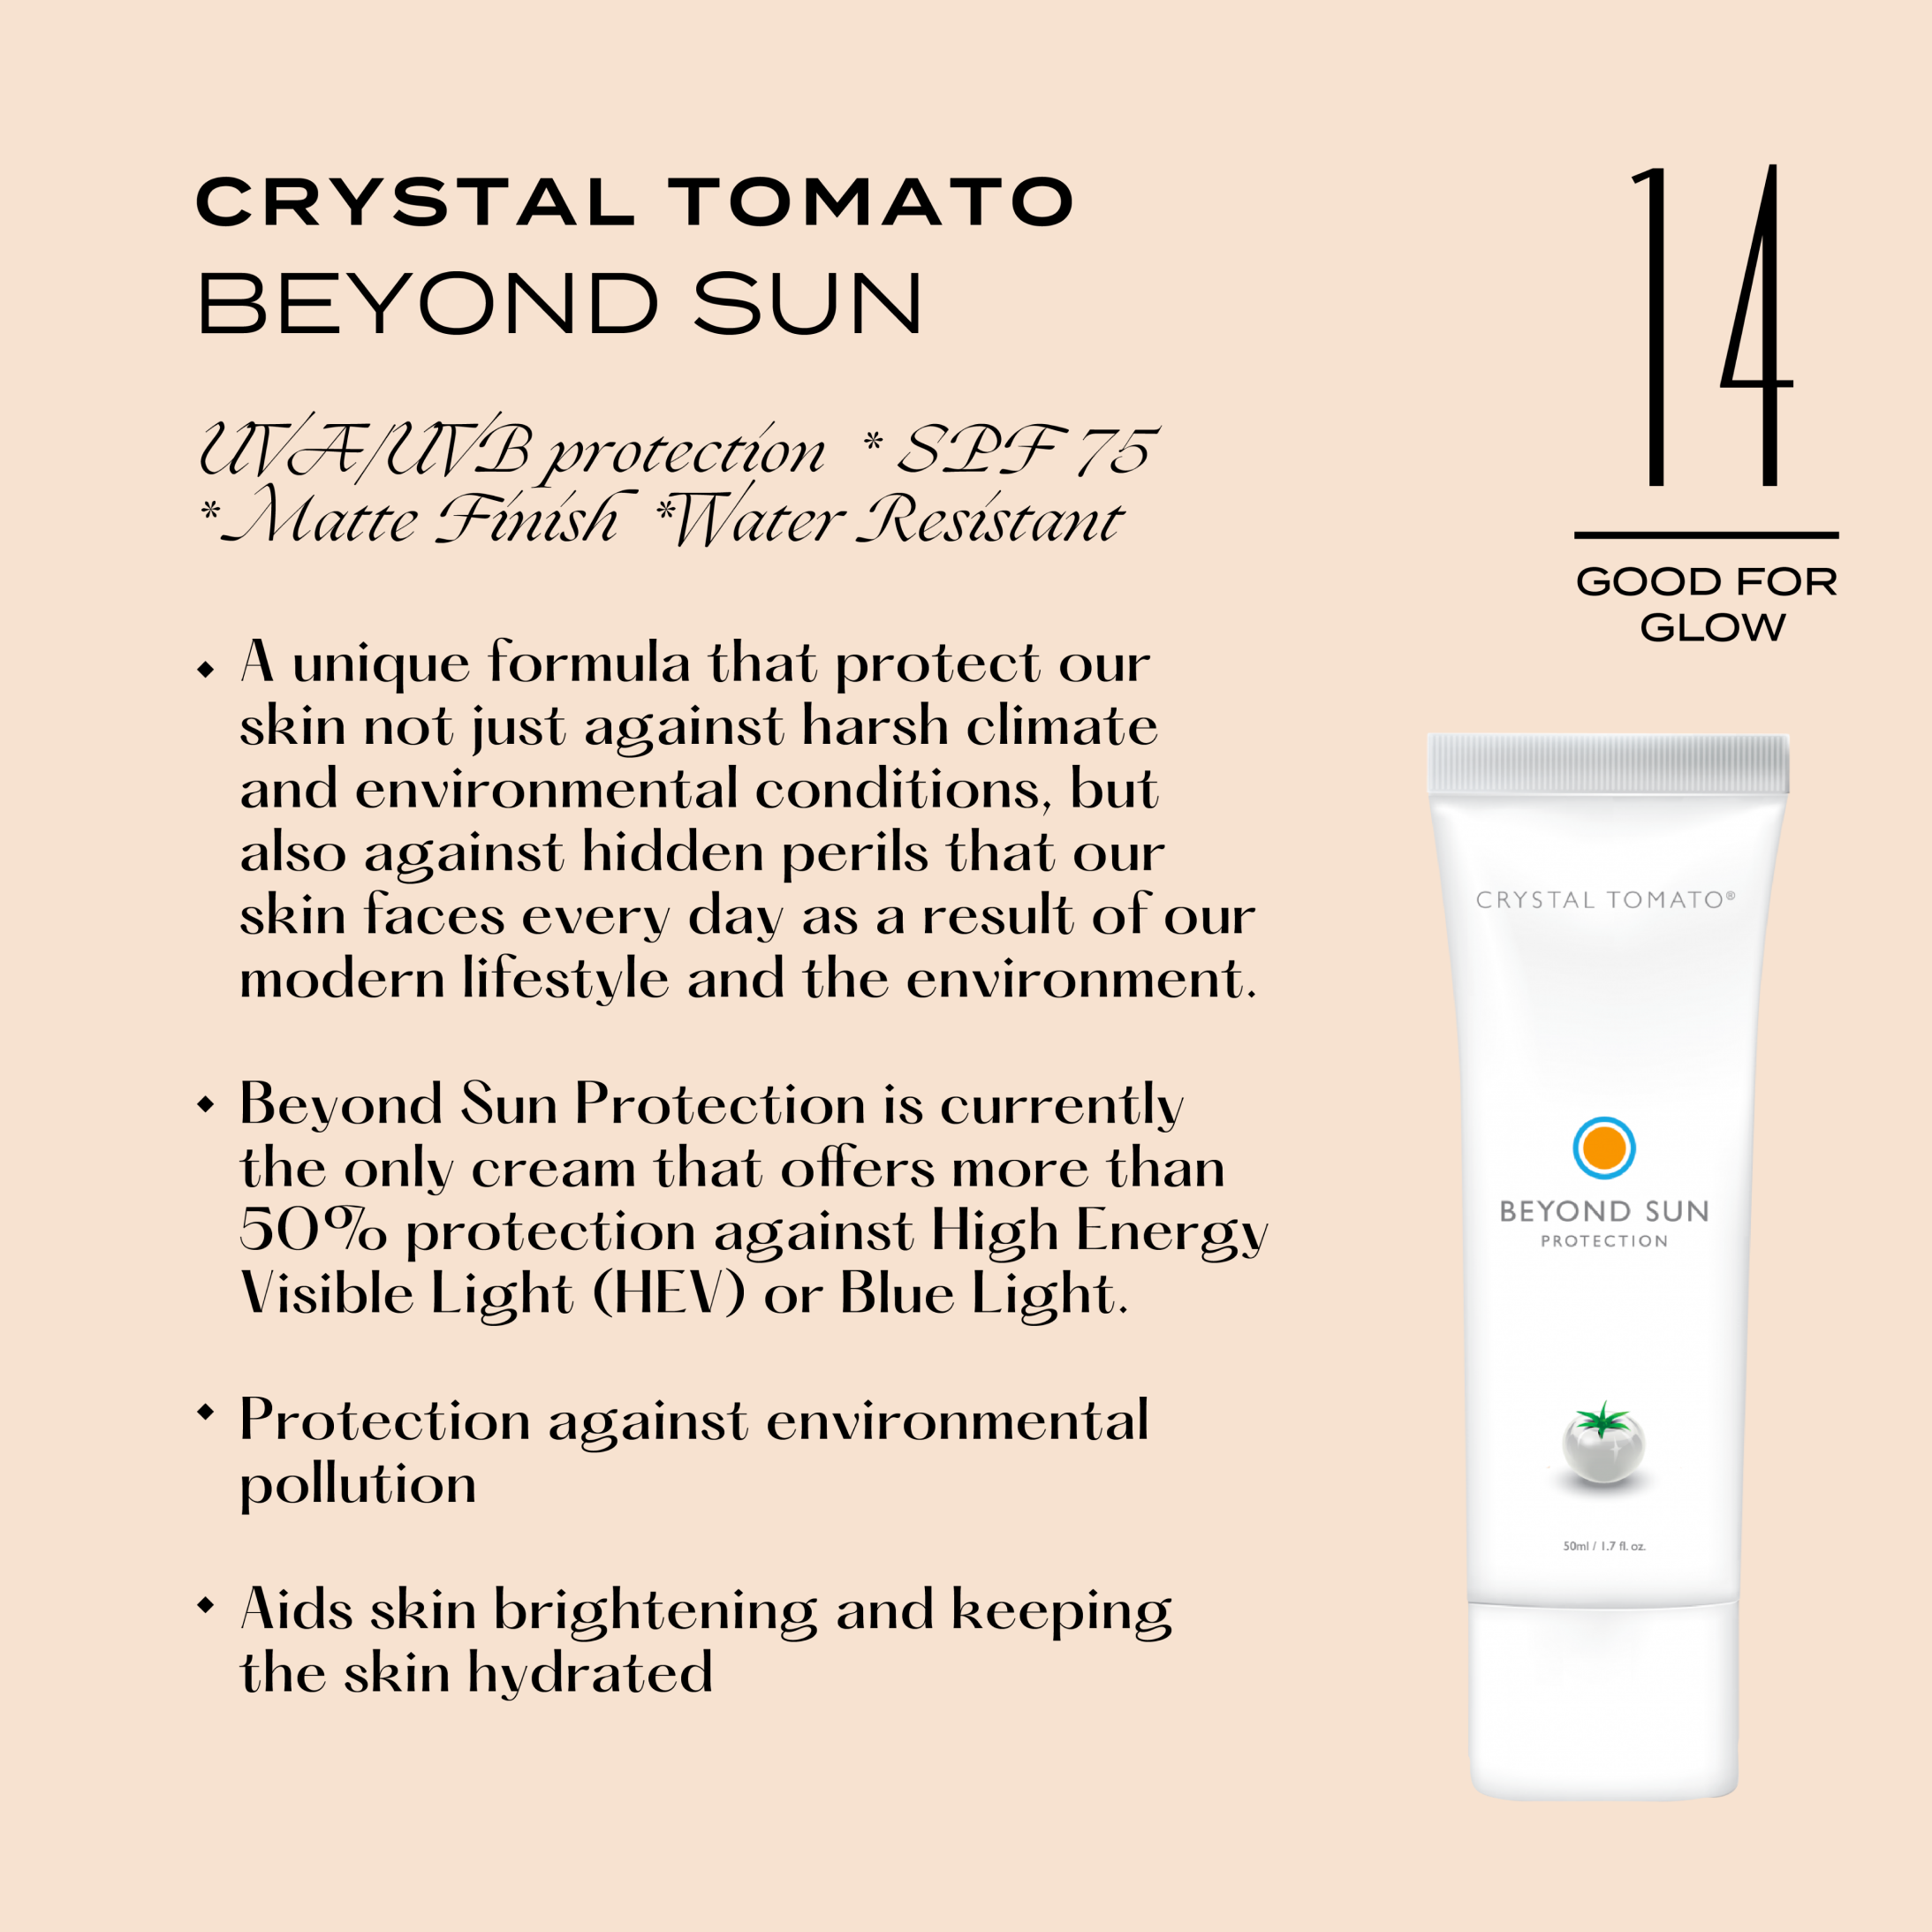 CRYSTAL TOMATO
BEYOND SUN
UVA/UVB protection * SPF 75
* Matte Finish *Water Resistant
◆ A unique formula that protect our
skin not just against harsh climate
and environmental conditions, but
also against hidden perils that our
skin faces every day as a result of our
modern lifestyle and the environment.
◆ Beyond Sun Protection is currently
the only cream that offers more than
50% protection against High Energy
Visible Light (HEV) or Blue Light.
◆ Protection against environmental
pollution
◆ Aids skin brightening and keeping
the skin hydrated
14
GOOD FOR
GLOW
CRYSTAL TOMATO®
BEYOND SUN
PROTECTION
50ml / 1.7 fl. oz.